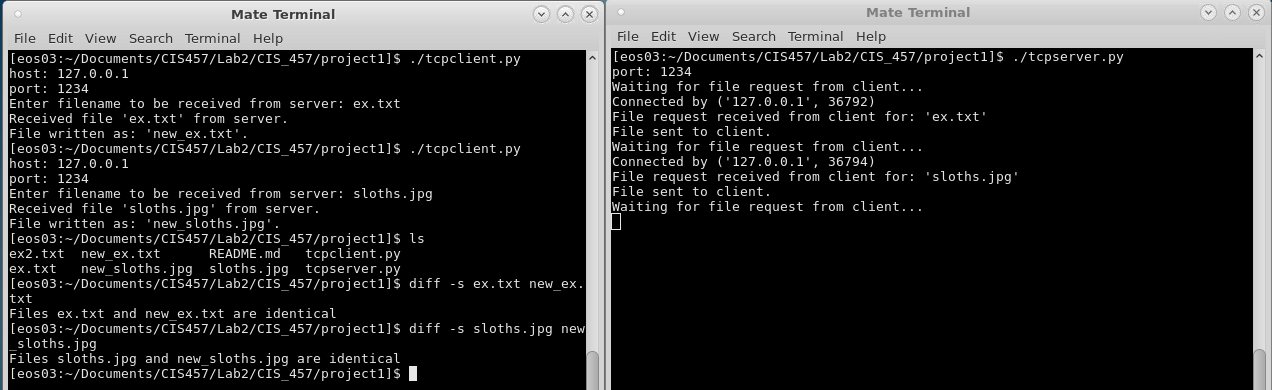 Mate Terminal
File Edit View Search Terminal Help
[eos03:~/Documents/CIS457/Lab2/CIS_457/project1]$ ./tcpclient.py
host: 127.0.0.1
port: 1234
Enter filename to be received from server: ex.txt
Received file 'ex.txt' from server.
File written as: 'new_ex.txt'.
[eos03:~/Documents/CIS457/Lab2/CIS_457/project1]$ ./tcpclient.py
host: 127.0.0.1
port: 1234
Enter filename to be received from server: sloths.jpg
Received file 'sloths.jpg' from server.
File written as: 'new_sloths.jpg'.
[eos03:~/Documents/CIS457/Lab2/CIS_457/project1]$ ls
ex2.txt  new_ex.txt      README.md   tcpclient.py
ex.txt   new_sloths.jpg  sloths.jpg  tcpserver.py
[eos03:~/Documents/CIS457/Lab2/CIS_457/project1]$ diff -s ex.txt new_ex.
txt
Files ex.txt and new_ex.txt are identical
[eos03:~/Documents/CIS457/Lab2/CIS_457/project1]$ diff -s sloths.jpg new
_sloths.jpg
Files sloths.jpg and new_sloths.jpg are identical
[eos03:~/Documents/CIS457/Lab2/CIS_457/project1]$
Mate Terminal
File Edit View Search Terminal Help
[eos03:~/Documents/CIS457/Lab2/CIS_457/project1]$ ./tcpserver.py
port: 1234
Waiting for file request from client...
Connected by ('127.0.0.1', 36792)
File request received from client for: 'ex.txt'
File sent to client.
Waiting for file request from client...
Connected by ('127.0.0.1', 36794)
File request received from client for: 'sloths.jpg'
File sent to client.
Waiting for file request from client...